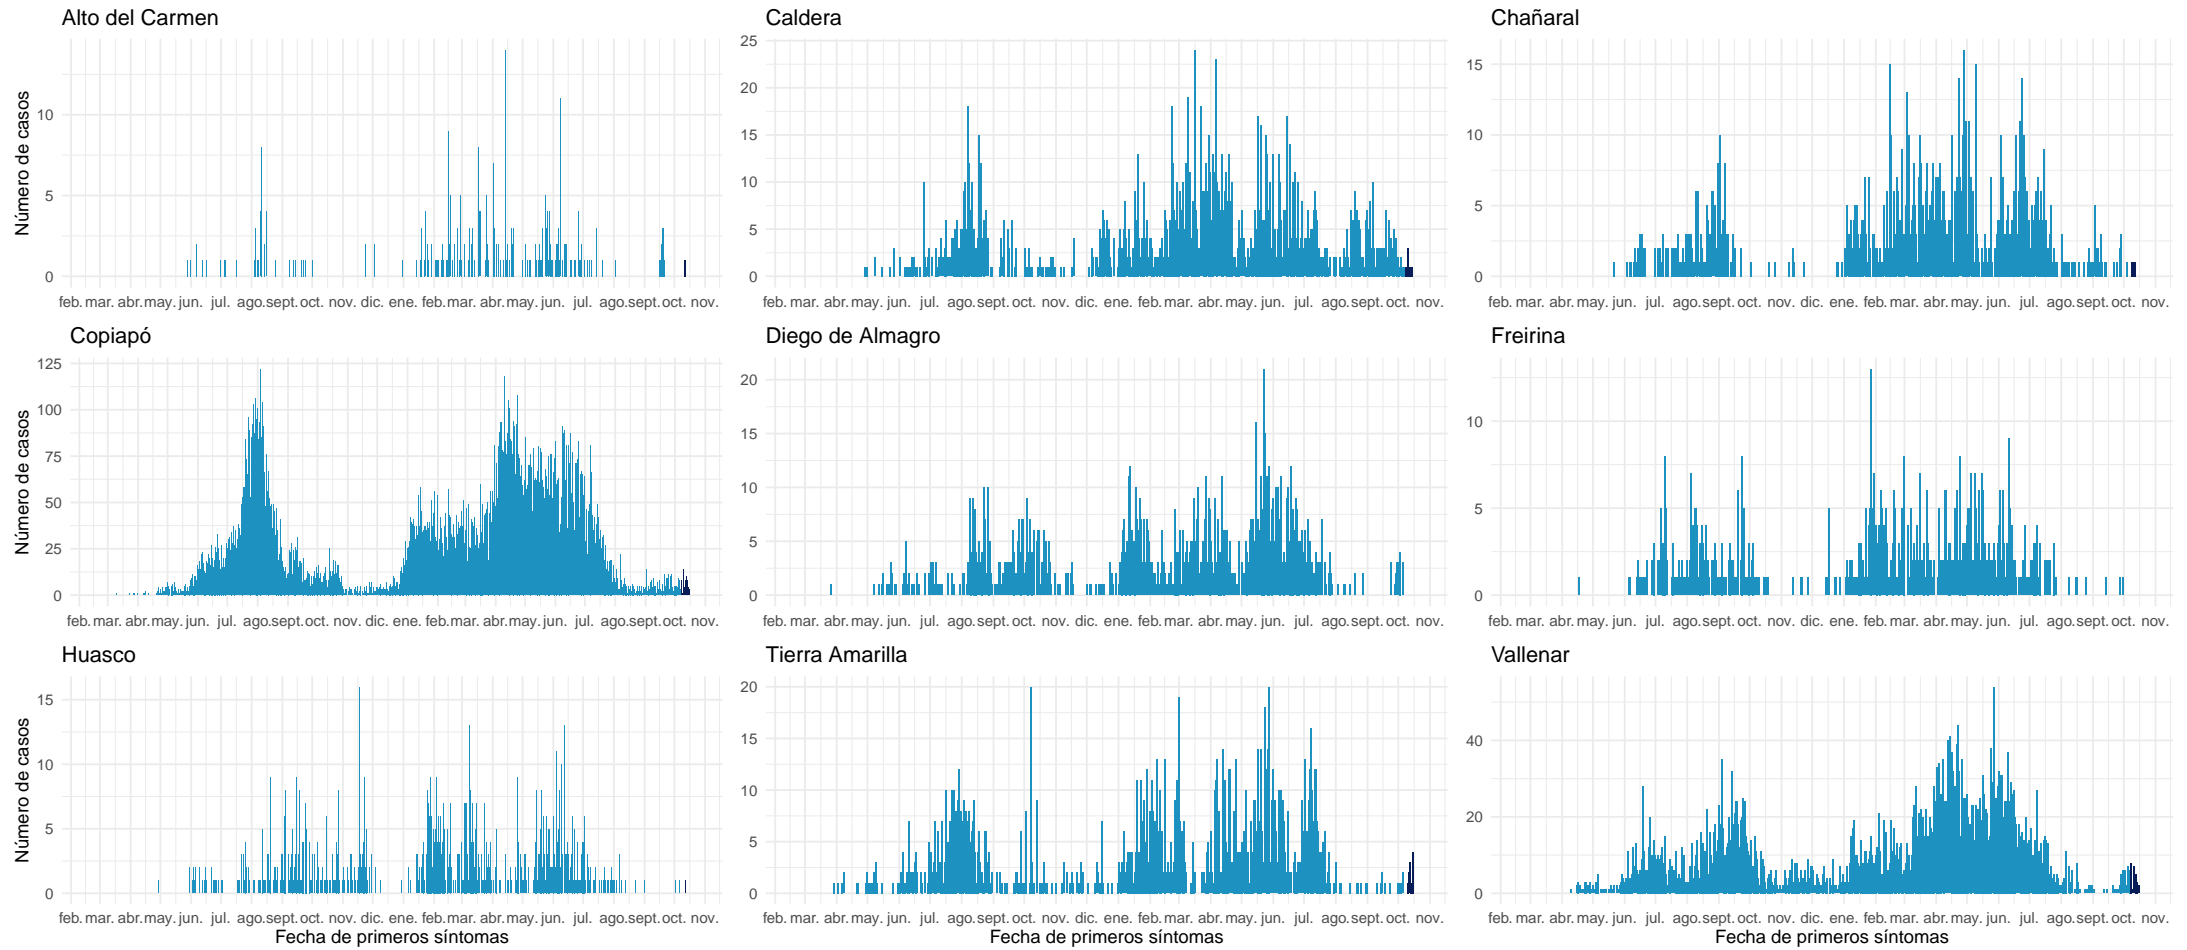 Alto del Carmen
Caldera
Chañaral
Número de casos
10
5
0
25
20
15
10
5
0
15
10
5
0
feb. mar. abr. may. jun. jul. ago. sept. oct. nov. dic. ene. feb. mar. abr. may. jun. jul. ago. sept. oct. nov.
feb. mar. abr. may. jun. jul. ago. sept. oct. nov. dic. ene. feb. mar. abr. may. jun. jul. ago. sept. oct. nov.
feb. mar. abr. may. jun. jul. ago. sept. oct. nov. dic. ene. feb. mar. abr. may. jun. jul. ago. sept. oct. nov.
Copiapó
Diego de Almagro
Freirina
Número de casos
125
100
75
50
25
0
20
15
10
5
0
10
5
0
feb. mar. abr. may. jun. jul. ago. sept. oct. nov. dic. ene. feb. mar. abr. may. jun. jul. ago. sept. oct. nov.
feb. mar. abr. may. jun. jul. ago. sept. oct. nov. dic. ene. feb. mar. abr. may. jun. jul. ago. sept. oct. nov.
feb. mar. abr. may. jun. jul. ago. sept. oct. nov. dic. ene. feb. mar. abr. may. jun. jul. ago. sept. oct. nov.
Huasco
Tierra Amarilla
Vallenar
Número de casos
15
10
5
0
20
15
10
5
0
40
20
0
feb. mar. abr. may. jun. jul. ago. sept. oct. nov. dic. ene. feb. mar. abr. may. jun. jul. ago. sept. oct. nov.
feb. mar. abr. may. jun. jul. ago. sept. oct. nov. dic. ene. feb. mar. abr. may. jun. jul. ago. sept. oct. nov.
feb. mar. abr. may. jun. jul. ago. sept. oct. nov. dic. ene. feb. mar. abr. may. jun. jul. ago. sept. oct. nov.
Fecha de primeros síntomas
Fecha de primeros síntomas
Fecha de primeros síntomas